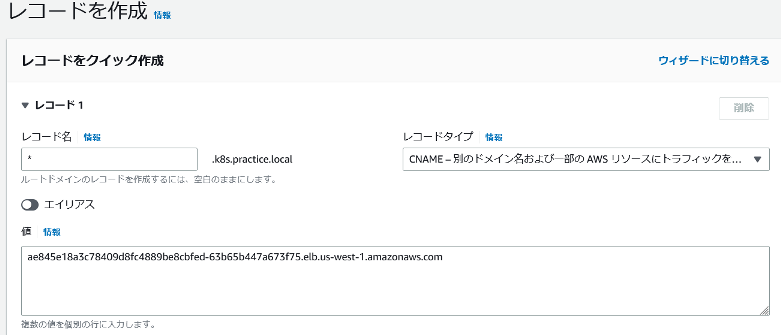 レコードを作成 情報
レコードをクイック作成 ウィザードに切り替える
▼ レコード 1 削除
レコード名 情報 レコードタイプ 情報
* .k8s.practice.local CNAME – 別のドメイン名および一部の AWS リソースにトラフィックを... ▼
ルートドメインのレコードを作成するには、空白のままにします。
エイリアス
値 情報
ae845e18a3c78409d8fc4889be8cbfed-63b65b447a673f75.elb.us-west-1.amazonaws.com
複数の値を個別の行に入力します。